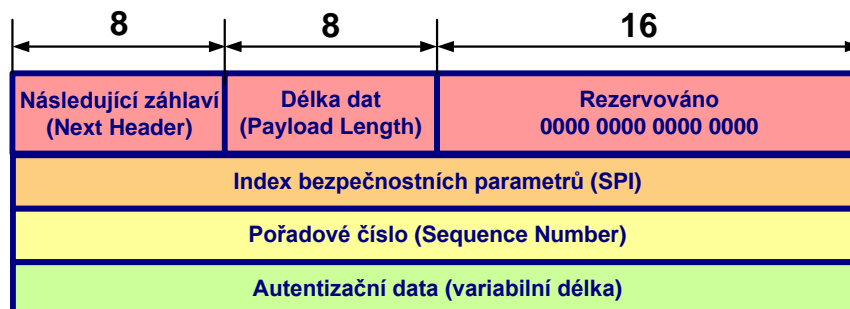 8 8 16
Následující záhlaví
(Next Header)
Délka dat
(Payload Length)
Rezervováno
0000 0000 0000 0000
Index bezpečnostních parametrů (SPI)
Pořadové číslo (Sequence Number)
Autentizační data (variabilní délka)